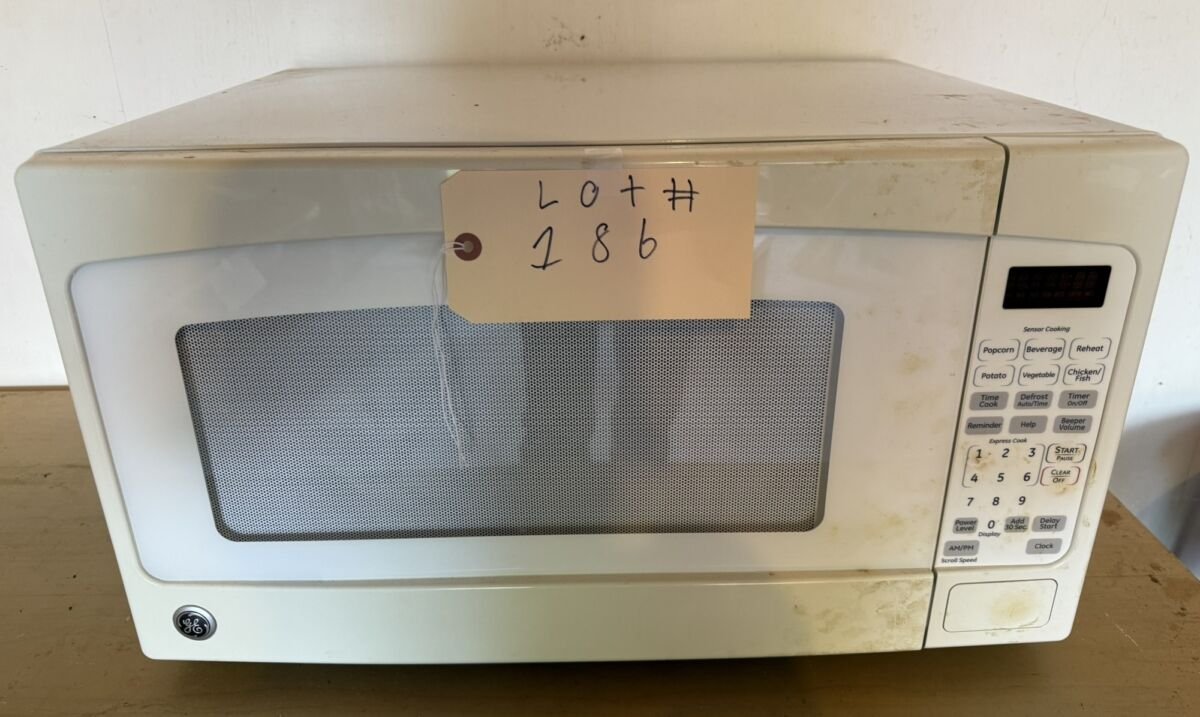 LOt#
186
Sensor Cooking
Popcorn Beverage Reheat
Potato Vegetable Chicken/
Fish
Time Defrost Timer
Cook Auto/Time On/Off
Reminder Help Beeper
Volume
Express Cook
1 2 3 START
PAUSE
4 5 6 CLEAR
OFF
7 8 9
Power 0 Add Delay
Level 30 Sec Start
Display
AM/PM Clock
Scroll Speed
GE